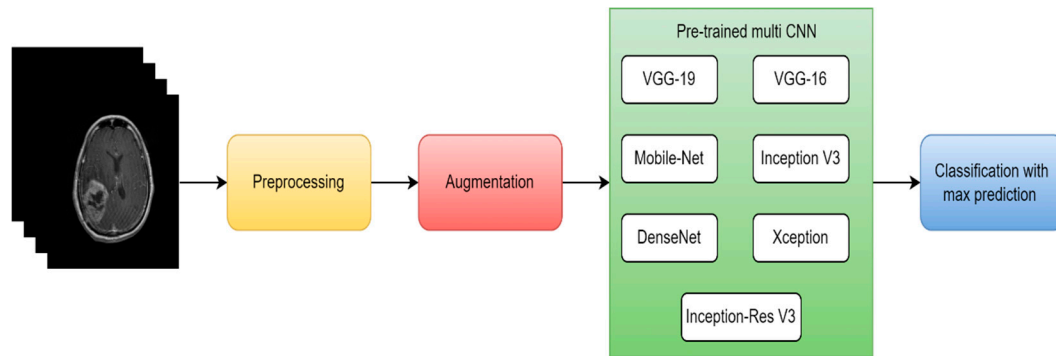 Pre-trained multi CNN
VGG-19
VGG-16
Mobile-Net
Inception V3
Preprocessing
Augmentation
Classification with
max prediction
DenseNet
Xception
Inception-Res V3